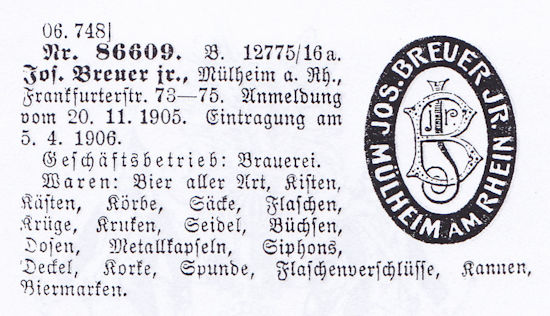 06. 748]
Nr. 86609. B. 12775/16a.
Jos. Breuer jr., Mülheim a. Rh.,
Frankfurterstr. 73—75. Anmeldung
vom 20. 11. 1905. Eintragung am
5. 4. 1906.
Geschäftsbetrieb: Brauerei.
Waren: Bier aller Art, Kisten,
Kästen, Körbe, Säcke, Flaschen,
Krüge, Kruken, Seidel, Büchsen,
Dosen, Metallkapseln, Siphons,
Deckel, Korke, Spunde, Flaschenverschlüsse, Kannen,
Biermarken.
JOS. BREUER JR.
MÜLHEIM AM RHEIN